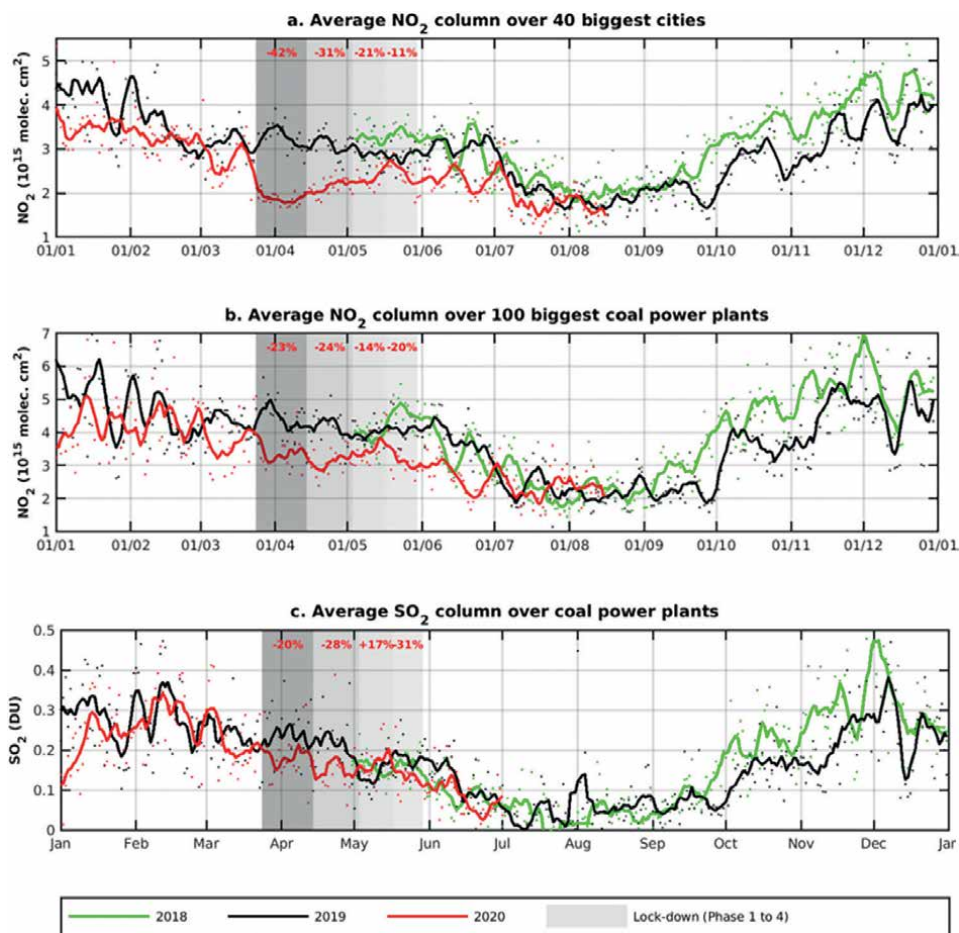 a. Average NO2 column over 40 biggest cities
-42% -31% -21% -11%
NO2 (10^15 molec. cm^2)
5
4
3
2
1
01/01 01/02 01/03 01/04 01/05 01/06 01/07 01/08 01/09 01/10 01/11 01/12 01/01
b. Average NO2 column over 100 biggest coal power plants
-23% -24% -14% -20%
NO2 (10^15 molec. cm^2)
7
6
5
4
3
2
1
01/01 01/02 01/03 01/04 01/05 01/06 01/07 01/08 01/09 01/10 01/11 01/12 01/01
c. Average SO2 column over coal power plants
-20% -28% +17% -31%
SO2 (DU)
0.5
0.4
0.3
0.2
0.1
0
Jan Feb Mar Apr May Jun Jul Aug Sep Oct Nov Dec Jan
2018 2019 2020 Lock-down (Phase 1 to 4)